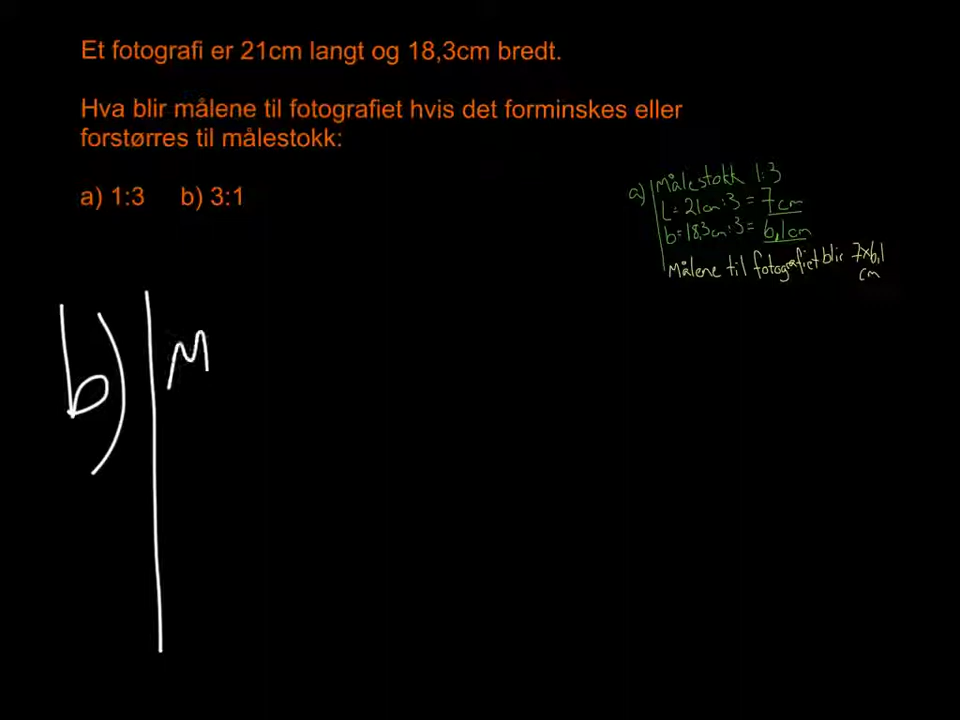 Et fotografi er 21cm langt og 18,3cm bredt.
Hva blir målene til fotografiet hvis det forminskes eller
forstørres til målestokk:
a) 1:3 b) 3:1
a) Målestokk 1:3
L= 21cm:3 = 7cm
b= 18,3cm:3= 6,1cm
Målene til fotografiet blir 7x6,1
cm
b) M